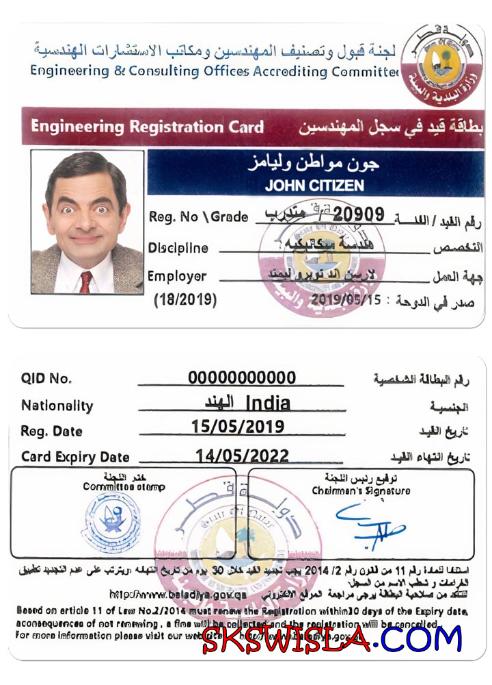 لجنة قبول وتصنيف المهندسين ومكاتب الاستشارات الهندسية
Engineering & Consulting Offices Accrediting Committee
وزارة البلدية والبيئة
Engineering Registration Card بطاقة قيد في سجل المهندسين
جون مواطن وليامز
JOHN CITIZEN
Reg. No \ Grade 20909 / متدرب رقم القيد / الفئة
Discipline هندسة ميكانيكية التخصص
Employer لارسن اند توبرو ليمتد جهة العمل
(18/2019) صدر في الدوحة : 2019/05/15
QID No. 00000000000 رقم البطاقة الشخصية
Nationality الهند India الجنسية
Reg. Date 15/05/2019 تاريخ القيد
Card Expiry Date 14/05/2022 تاريخ انتهاء القيد
ختم اللجنة
Committee stamp
توقيع رئيس اللجنة
Chairman's Signature
دولة قطر
استنادا للمادة رقم 11 من قانون رقم 2/ 2014 يجب تجديد القيد خلال 30 يوم من تاريخ انتهائه ,ويترتب على عدم التجديد تطبيق
الغرامات و شطب الاسم من السجل
للتأكد من صلاحية البطاقة يرجى مراجعة الموقع الالكتروني http://www.baladiya.gov.qa
Based on article 11 of Law No.2/2014 must renew the Registration within30 days of the Expiry date,
aconsequences of not renewing , a fine will be collected and the registration will be cancelled.
For more information please visit our website: http://www.baladiya.gov.qa
SKSWISLA.COM